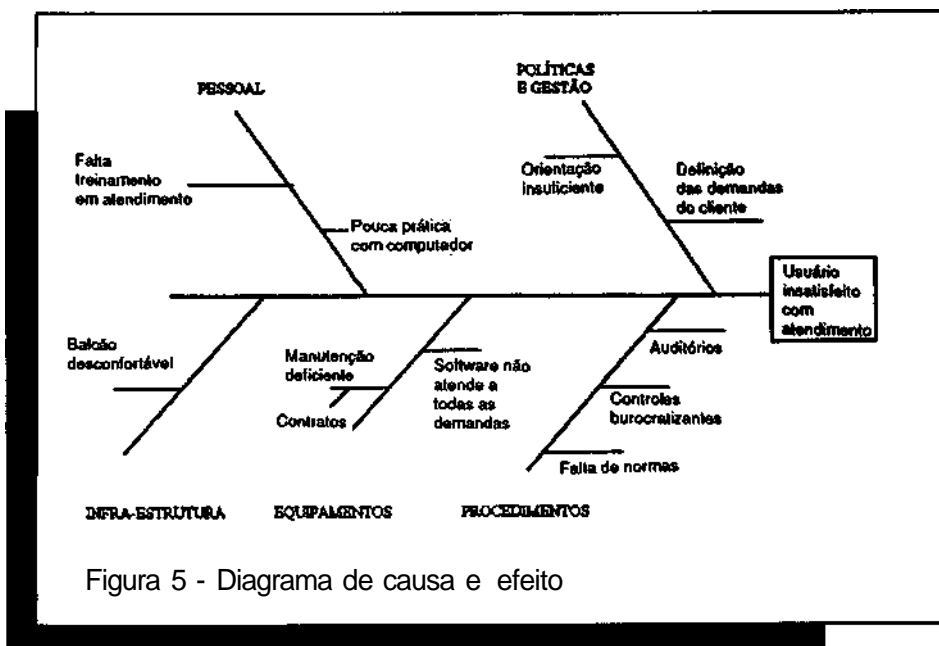 PESSOAL
POLÍTICAS
E GESTÃO
Falta
treinamento
em atendimento
Pouca prática
com computador
Orientação
insuficiente
Definição
das demandas
do cliente
Usuário
insatisfeito
com
atendimento
Balcão
desconfortável
Manutenção
deficiente
Contratos
Software não
atende a
todas as
demandas
Auditórios
Controles
burocratizantes
Falta de normas
INFRA-ESTRUTURA
EQUIPAMENTOS
PROCEDIMENTOS
Figura 5 - Diagrama de causa e efeito